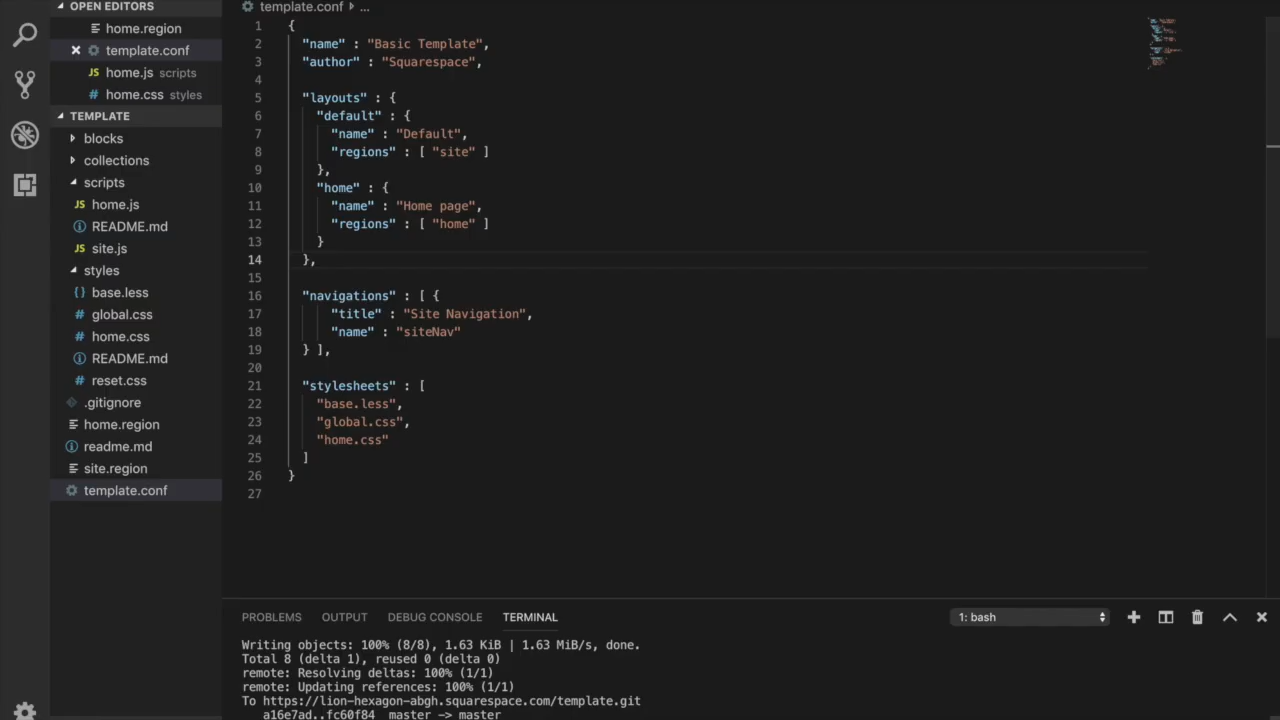 OPEN EDITORS
home.region
template.conf
JS home.js scripts
# home.css styles
TEMPLATE
blocks
collections
scripts
JS home.js
README.md
JS site.js
styles
{} base.less
# global.css
# home.css
README.md
# reset.css
.gitignore
home.region
readme.md
site.region
template.conf
template.conf ...
1 {
2 "name" : "Basic Template",
3 "author" : "Squarespace",
4
5 "layouts" : {
6 "default" : {
7 "name" : "Default",
8 "regions" : [ "site" ]
9 },
10 "home" : {
11 "name" : "Home page",
12 "regions" : [ "home" ]
13 }
14 },
15
16 "navigations" : [ {
17 "title" : "Site Navigation",
18 "name" : "siteNav"
19 } ],
20
21 "stylesheets" : [
22 "base.less",
23 "global.css",
24 "home.css"
25 ]
26 }
27
PROBLEMS OUTPUT DEBUG CONSOLE TERMINAL 1: bash
Writing objects: 100% (8/8), 1.63 KiB | 1.63 MiB/s, done.
Total 8 (delta 1), reused 0 (delta 0)
remote: Resolving deltas: 100% (1/1)
remote: Updating references: 100% (1/1)
To https://lion-hexagon-abgh.squarespace.com/template.git
a16e7ad..fc60f84 master -> master